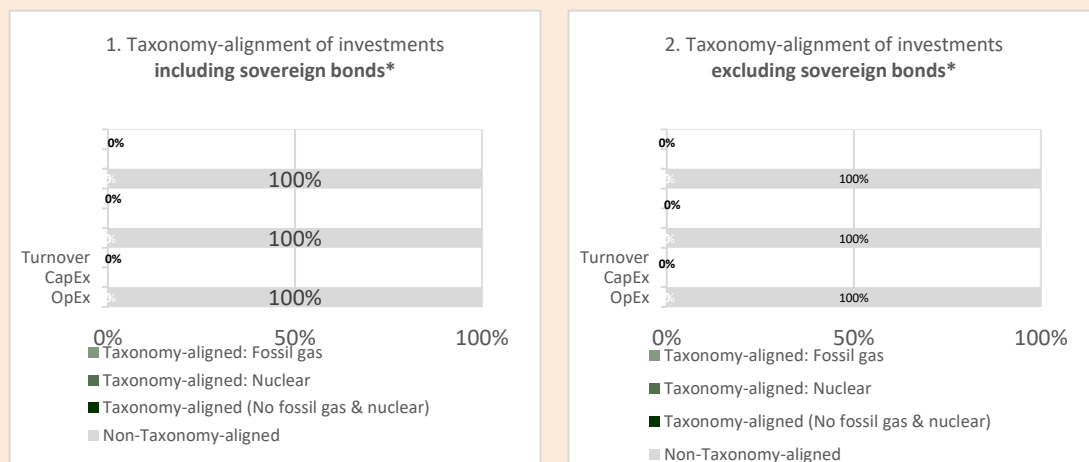 1. Taxonomy-alignment of investments
including sovereign bonds*
0%
100%
0%
100%
Turnover
0%
CapEx
OpEx
100%
0%
50%
100%
Taxonomy-aligned: Fossil gas
Taxonomy-aligned: Nuclear
Taxonomy-aligned (No fossil gas & nuclear)
Non-Taxonomy-aligned
2. Taxonomy-alignment of investments
excluding sovereign bonds*
0%
100%
0%
100%
Turnover
0%
CapEx
OpEx
100%
0%
50%
100%
Taxonomy-aligned: Fossil gas
Taxonomy-aligned: Nuclear
Taxonomy-aligned (No fossil gas & nuclear)
Non-Taxonomy-aligned